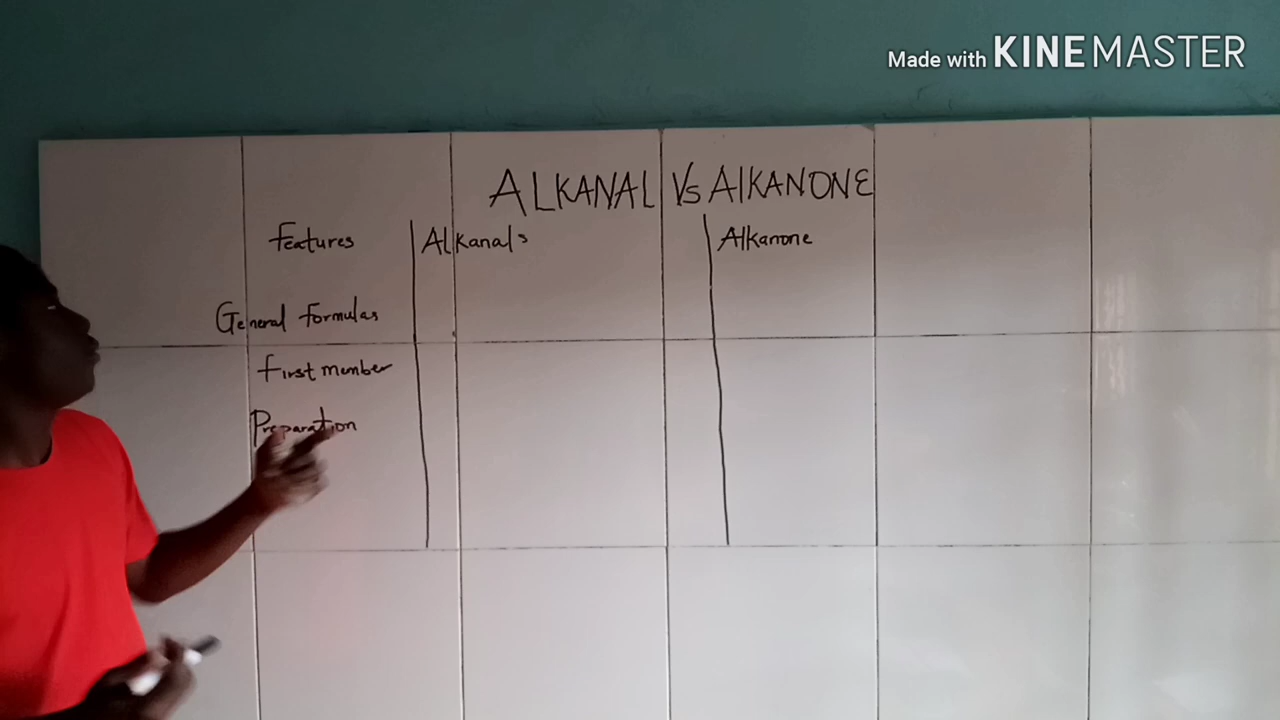 Made with KINEMASTER
ALKANAL Vs AlKANONE
Features Alkanals Alkanone
General formulas
First member
Preparation